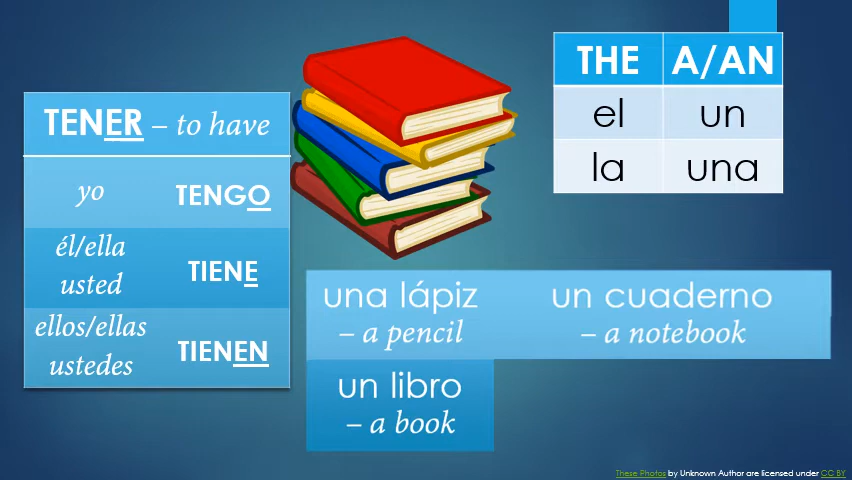 TENER – to have
yo TENGO
él/ella
usted
TIENE
ellos/ellas
ustedes
TIENEN
THE A/AN
el un
la una
una lápiz
– a pencil
un cuaderno
– a notebook
un libro
– a book
These Photos by Unknown Author are licensed under CC BY